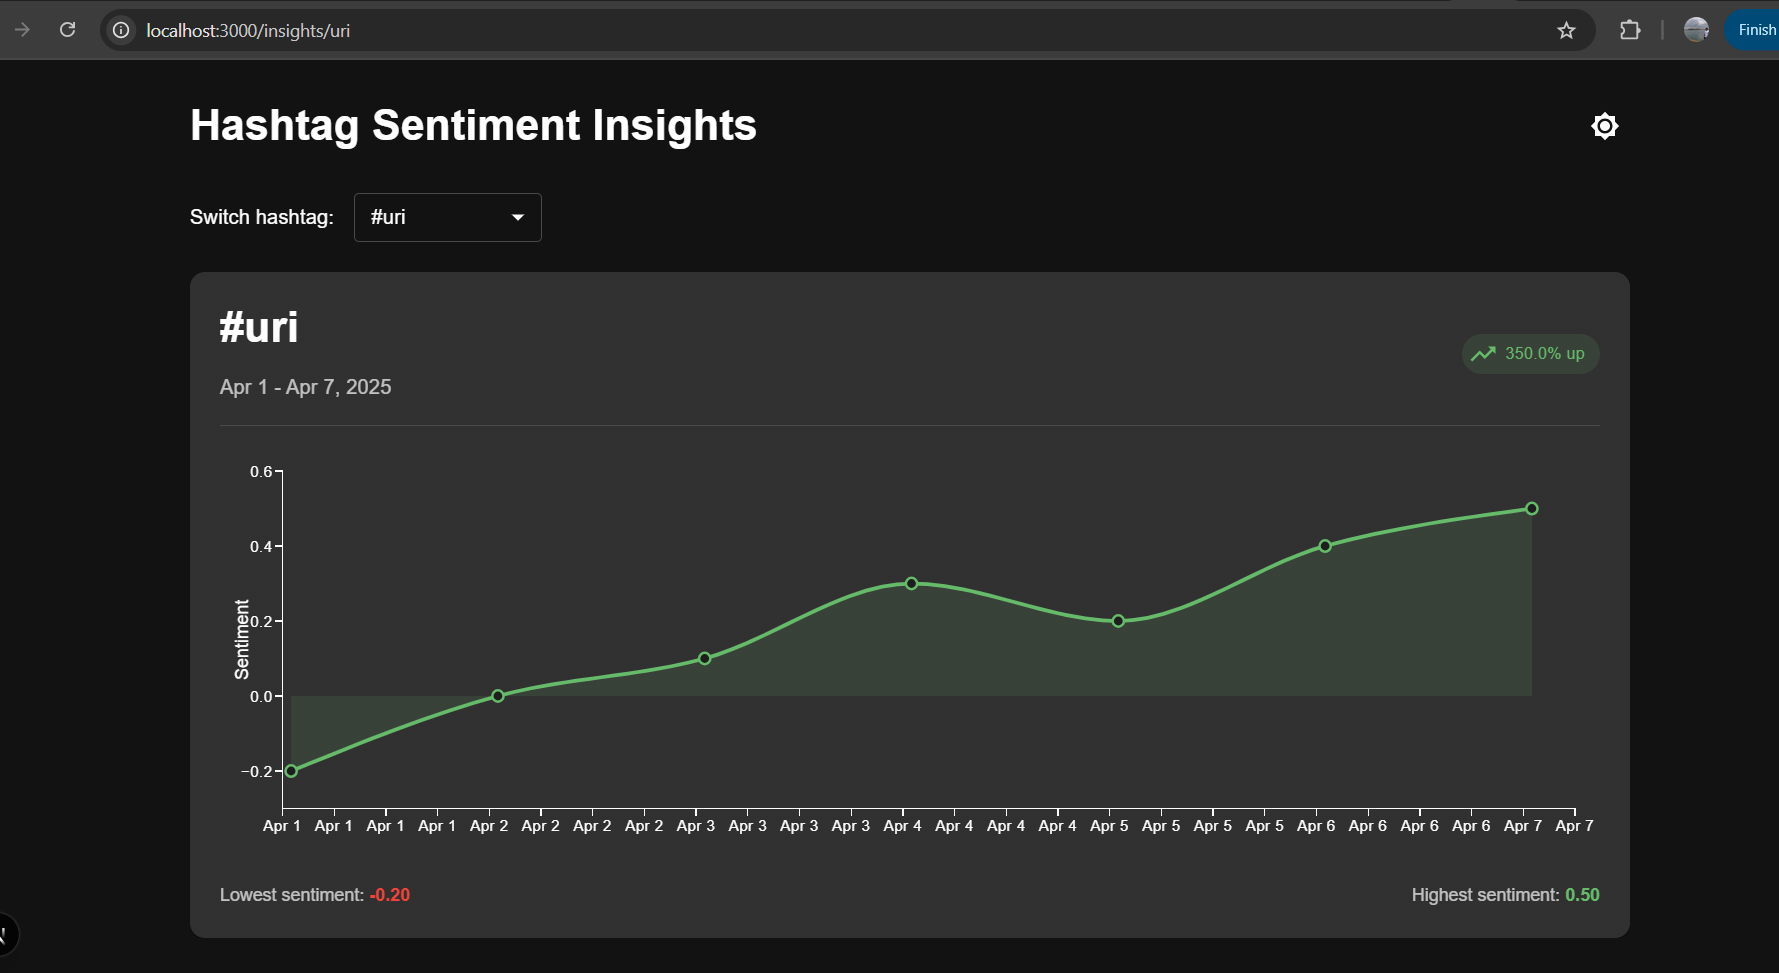 localhost:3000/insights/uri
Finish
Hashtag Sentiment Insights
Switch hashtag:
#uri
#uri
350.0% up
Apr 1 - Apr 7, 2025
0.6
0.4
0.2
0.0
−0.2
Sentiment
Apr 1 Apr 1 Apr 1 Apr 1 Apr 2 Apr 2 Apr 2 Apr 2 Apr 3 Apr 3 Apr 3 Apr 3 Apr 4 Apr 4 Apr 4 Apr 4 Apr 5 Apr 5 Apr 5 Apr 5 Apr 6 Apr 6 Apr 6 Apr 6 Apr 7 Apr 7
Lowest sentiment: -0.20
Highest sentiment: 0.50